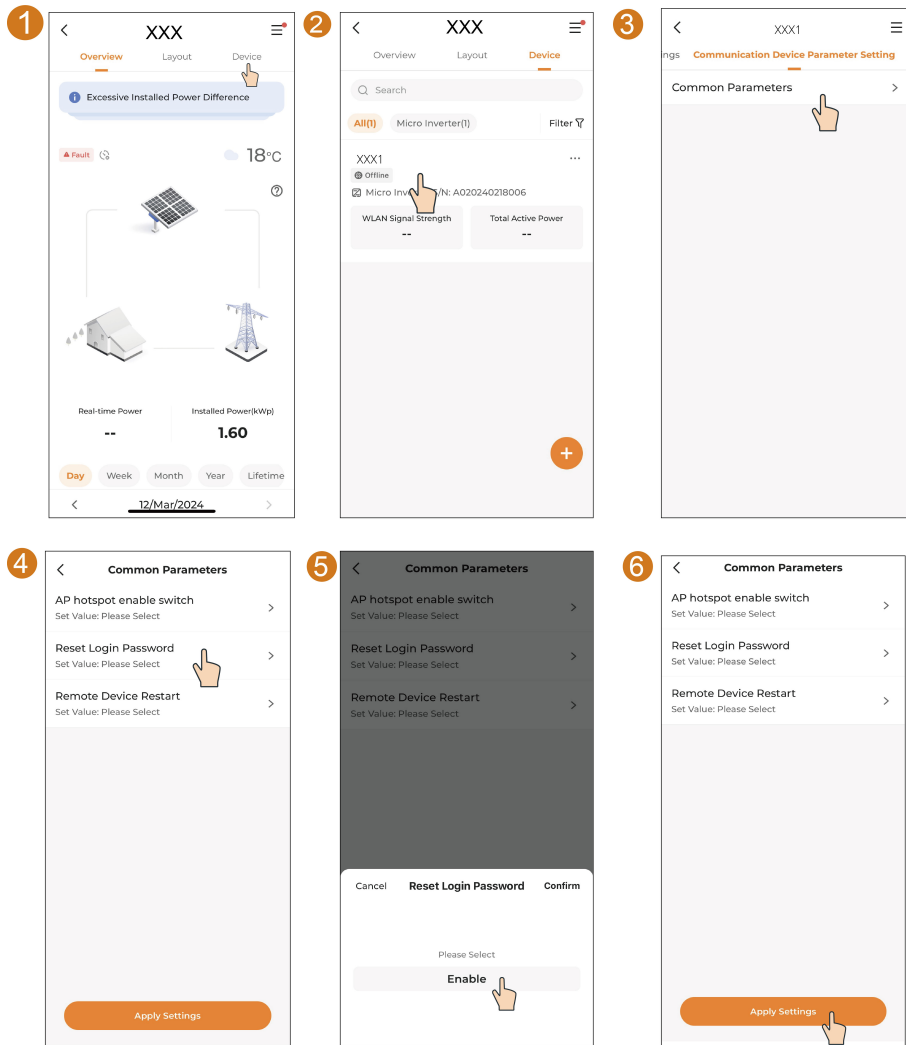 1
XXX
Overview Layout Device
Excessive Installed Power Difference
Fault
18°C
Real-time Power Installed Power(kWp)
-- 1.60
Day Week Month Year Lifetime
12/Mar/2024
2
XXX
Overview Layout Device
Search
All(1) Micro Inverter(1) Filter
XXX1
Offline
Micro Inv /N: A020240218006
WLAN Signal Strength Total Active Power
-- --
+
3
XXX1
ngs Communication Device Parameter Setting
Common Parameters
4
Common Parameters
AP hotspot enable switch
Set Value: Please Select
Reset Login Password
Set Value: Please Select
Remote Device Restart
Set Value: Please Select
Apply Settings
5
Common Parameters
AP hotspot enable switch
Set Value: Please Select
Reset Login Password
Set Value: Please Select
Remote Device Restart
Set Value: Please Select
Cancel Reset Login Password Confirm
Please Select
Enable
6
Common Parameters
AP hotspot enable switch
Set Value: Please Select
Reset Login Password
Set Value: Please Select
Remote Device Restart
Set Value: Please Select
Apply Settings